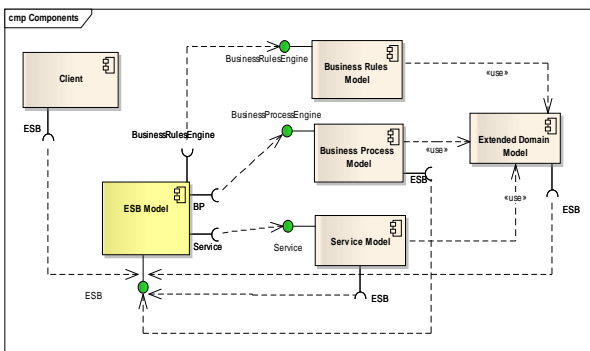 cmp Components
Client
ESB
BusinessRulesEngine
Business Rules
Model
«use»
BusinessRulesEngine
BusinessProcessEngine
Business Process
Model
«use»
ESB
Extended Domain
Model
ESB
«use»
ESB Model
BP
Service
Service
Service Model
ESB
ESB